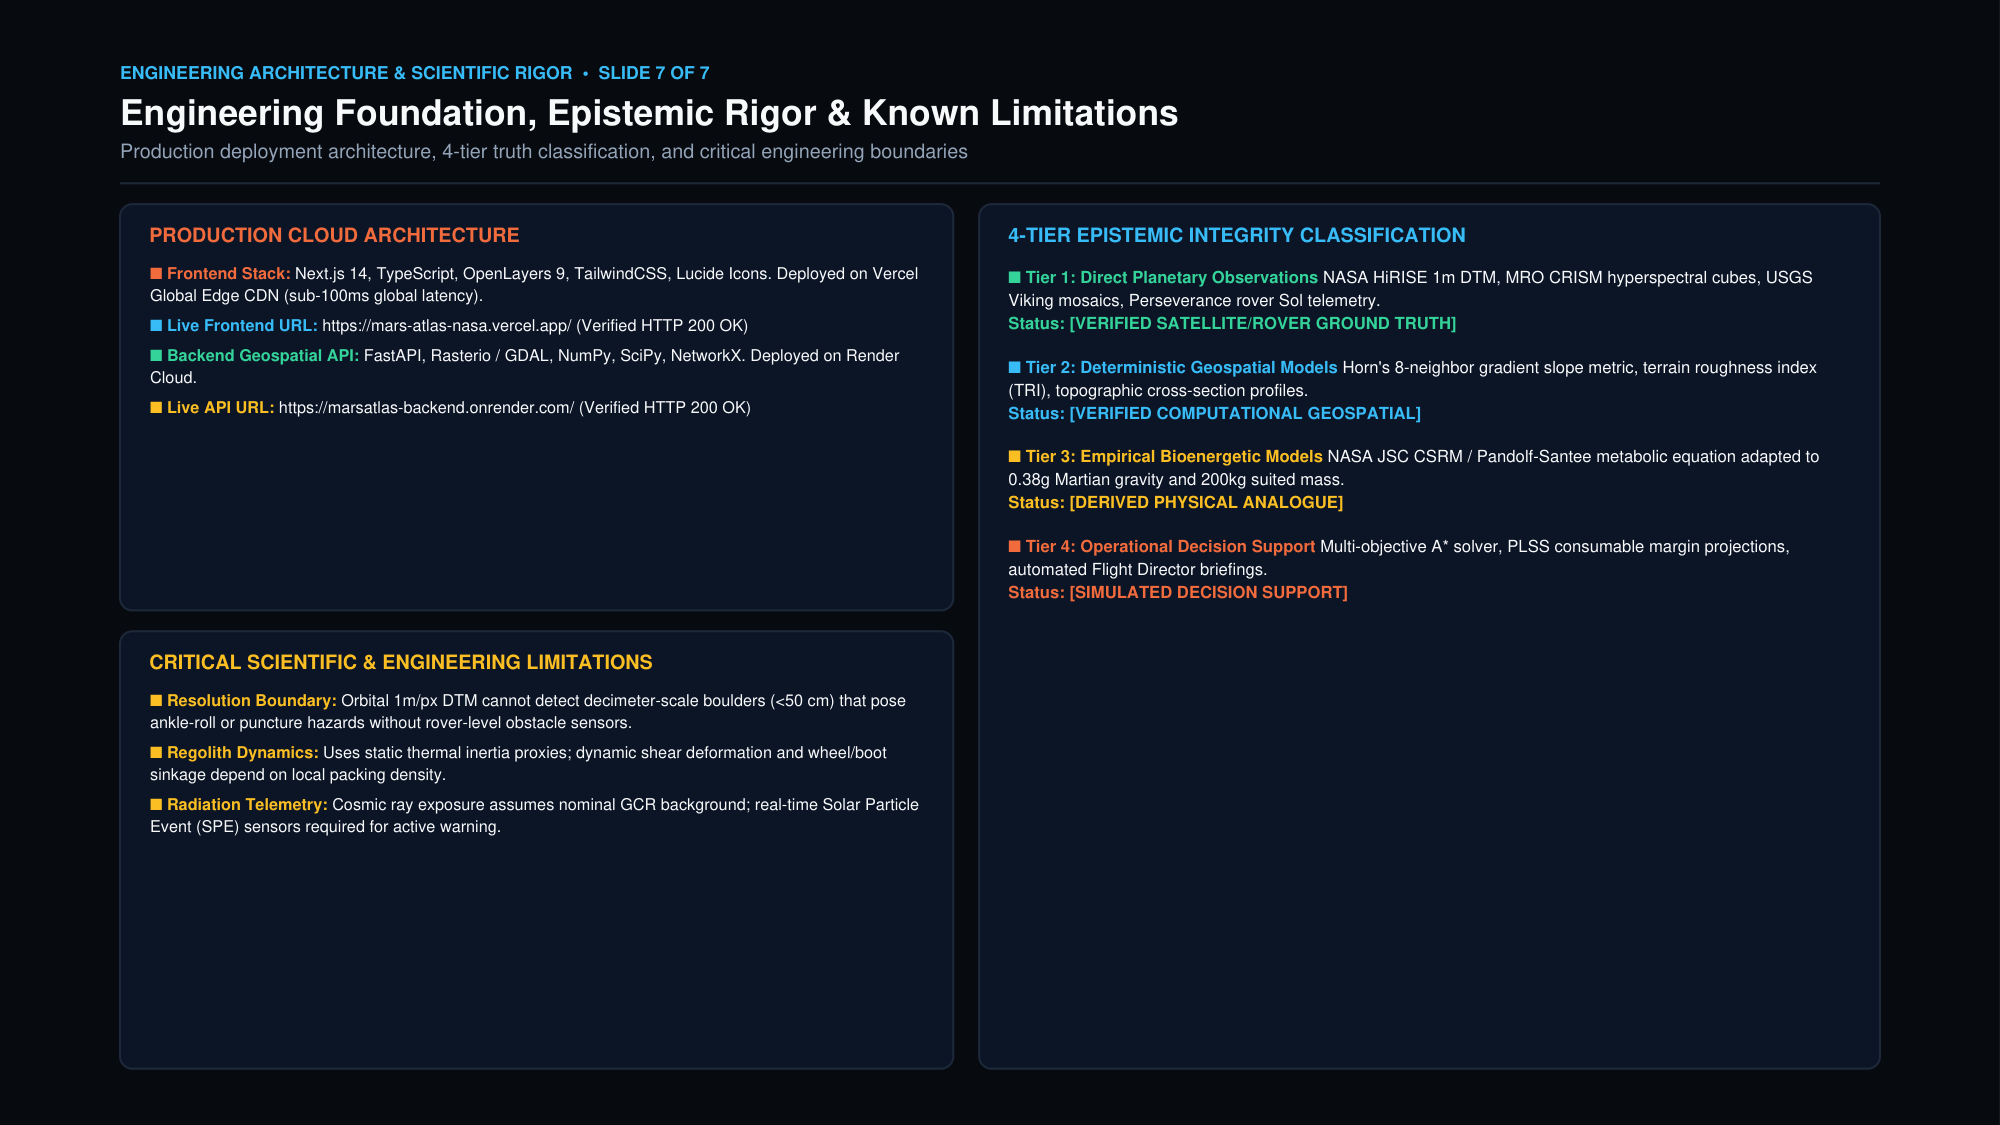 ENGINEERING ARCHITECTURE & SCIENTIFIC RIGOR • SLIDE 7 OF 7
Engineering Foundation, Epistemic Rigor & Known Limitations
Production deployment architecture, 4-tier truth classification, and critical engineering boundaries
PRODUCTION CLOUD ARCHITECTURE
■ Frontend Stack: Next.js 14, TypeScript, OpenLayers 9, TailwindCSS, Lucide Icons. Deployed on Vercel
Global Edge CDN (sub-100ms global latency).
■ Live Frontend URL: https://mars-atlas-nasa.vercel.app/ (Verified HTTP 200 OK)
■ Backend Geospatial API: FastAPI, Rasterio / GDAL, NumPy, SciPy, NetworkX. Deployed on Render
Cloud.
■ Live API URL: https://marsatlas-backend.onrender.com/ (Verified HTTP 200 OK)
CRITICAL SCIENTIFIC & ENGINEERING LIMITATIONS
■ Resolution Boundary: Orbital 1m/px DTM cannot detect decimeter-scale boulders (<50 cm) that pose
ankle-roll or puncture hazards without rover-level obstacle sensors.
■ Regolith Dynamics: Uses static thermal inertia proxies; dynamic shear deformation and wheel/boot
sinkage depend on local packing density.
■ Radiation Telemetry: Cosmic ray exposure assumes nominal GCR background; real-time Solar Particle
Event (SPE) sensors required for active warning.
4-TIER EPISTEMIC INTEGRITY CLASSIFICATION
■ Tier 1: Direct Planetary Observations NASA HiRISE 1m DTM, MRO CRISM hyperspectral cubes, USGS
Viking mosaics, Perseverance rover Sol telemetry.
Status: [VERIFIED SATELLITE/ROVER GROUND TRUTH]
■ Tier 2: Deterministic Geospatial Models Horn's 8-neighbor gradient slope metric, terrain roughness index
(TRI), topographic cross-section profiles.
Status: [VERIFIED COMPUTATIONAL GEOSPATIAL]
■ Tier 3: Empirical Bioenergetic Models NASA JSC CSRM / Pandolf-Santee metabolic equation adapted to
0.38g Martian gravity and 200kg suited mass.
Status: [DERIVED PHYSICAL ANALOGUE]
■ Tier 4: Operational Decision Support Multi-objective A* solver, PLSS consumable margin projections,
automated Flight Director briefings.
Status: [SIMULATED DECISION SUPPORT]